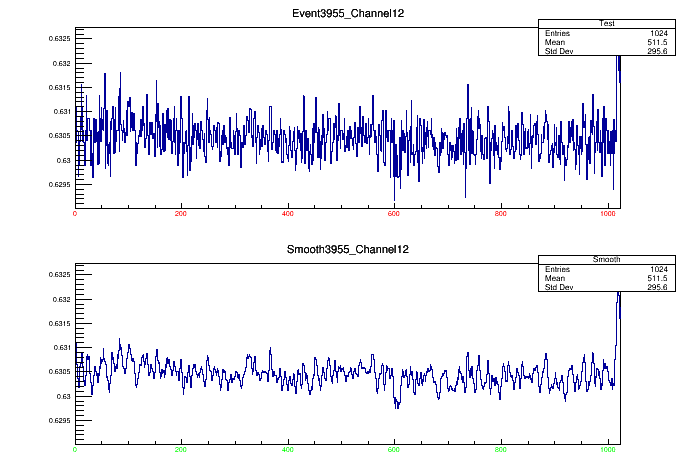 Event3955_Channel12
Test
Entries 1024
Mean 511.5
Std Dev 295.6
0.6325
0.632
0.6315
0.631
0.6305
0.63
0.6295
0 200 400 600 800 1000
Smooth3955_Channel12
Smooth
Entries 1024
Mean 511.5
Std Dev 295.6
0.6325
0.632
0.6315
0.631
0.6305
0.63
0.6295
0 200 400 600 800 1000